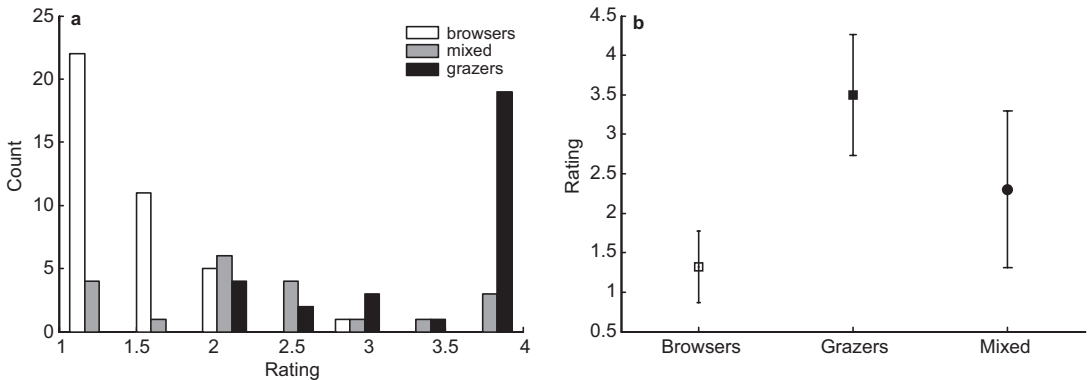 a
browsers
mixed
grazers
25
20
15
10
5
0
Count
1 1.5 2 2.5 3 3.5 4
Rating
b
4.5
4
3.5
3
2.5
2
1.5
1
0.5
Rating
Browsers Grazers Mixed